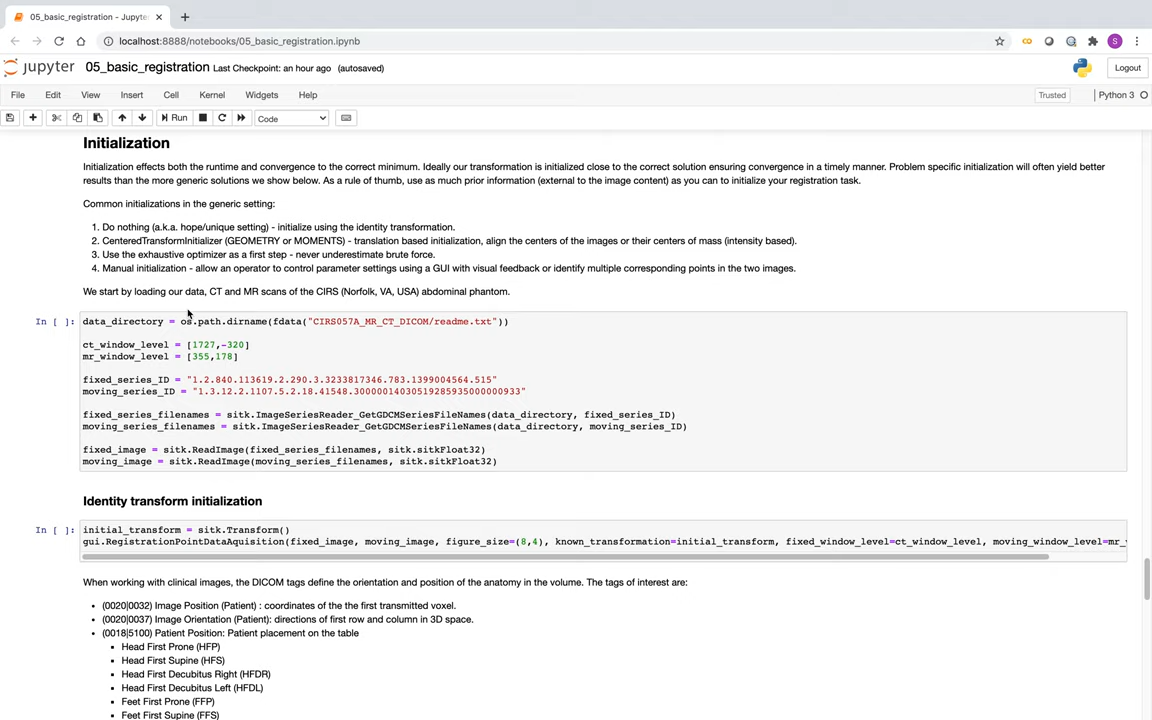 05_basic_registration - Jupyte
localhost:8888/notebooks/05_basic_registration.ipynb
S
jupyter 05_basic_registration Last Checkpoint: an hour ago (autosaved)
Logout
File Edit View Insert Cell Kernel Widgets Help
Trusted Python 3
Run Code
Initialization
Initialization effects both the runtime and convergence to the correct minimum. Ideally our transformation is initialized close to the correct solution ensuring convergence in a timely manner. Problem specific initialization will often yield better
results than the more generic solutions we show below. As a rule of thumb, use as much prior information (external to the image content) as you can to initialize your registration task.
Common initializations in the generic setting:
1. Do nothing (a.k.a. hope/unique setting) - initialize using the identity transformation.
2. CenteredTransformInitializer (GEOMETRY or MOMENTS) - translation based initialization, align the centers of the images or their centers of mass (intensity based).
3. Use the exhaustive optimizer as a first step - never underestimate brute force.
4. Manual initialization - allow an operator to control parameter settings using a GUI with visual feedback or identify multiple corresponding points in the two images.
We start by loading our data, CT and MR scans of the CIRS (Norfolk, VA, USA) abdominal phantom.
In [ ]: data_directory = os.path.dirname(fdata("CIRS057A_MR_CT_DICOM/readme.txt"))
ct_window_level = [1727,-320]
mr_window_level = [355,178]
fixed_series_ID = "1.2.840.113619.2.290.3.3233817346.783.1399004564.515"
moving_series_ID = "1.3.12.2.1107.5.2.18.41548.30000014030519285935000000933"
fixed_series_filenames = sitk.ImageSeriesReader_GetGDCMSeriesFileNames(data_directory, fixed_series_ID)
moving_series_filenames = sitk.ImageSeriesReader_GetGDCMSeriesFileNames(data_directory, moving_series_ID)
fixed_image = sitk.ReadImage(fixed_series_filenames, sitk.sitkFloat32)
moving_image = sitk.ReadImage(moving_series_filenames, sitk.sitkFloat32)
Identity transform initialization
In [ ]: initial_transform = sitk.Transform()
gui.RegistrationPointDataAquisition(fixed_image, moving_image, figure_size=(8,4), known_transformation=initial_transform, fixed_window_level=ct_window_level, moving_window_level=mr_
When working with clinical images, the DICOM tags define the orientation and position of the anatomy in the volume. The tags of interest are:
• (0020|0032) Image Position (Patient) : coordinates of the the first transmitted voxel.
• (0020|0037) Image Orientation (Patient): directions of first row and column in 3D space.
• (0018|5100) Patient Position: Patient placement on the table
▪ Head First Prone (HFP)
▪ Head First Supine (HFS)
▪ Head First Decubitus Right (HFDR)
▪ Head First Decubitus Left (HFDL)
▪ Feet First Prone (FFP)
▪ Feet First Supine (FFS)